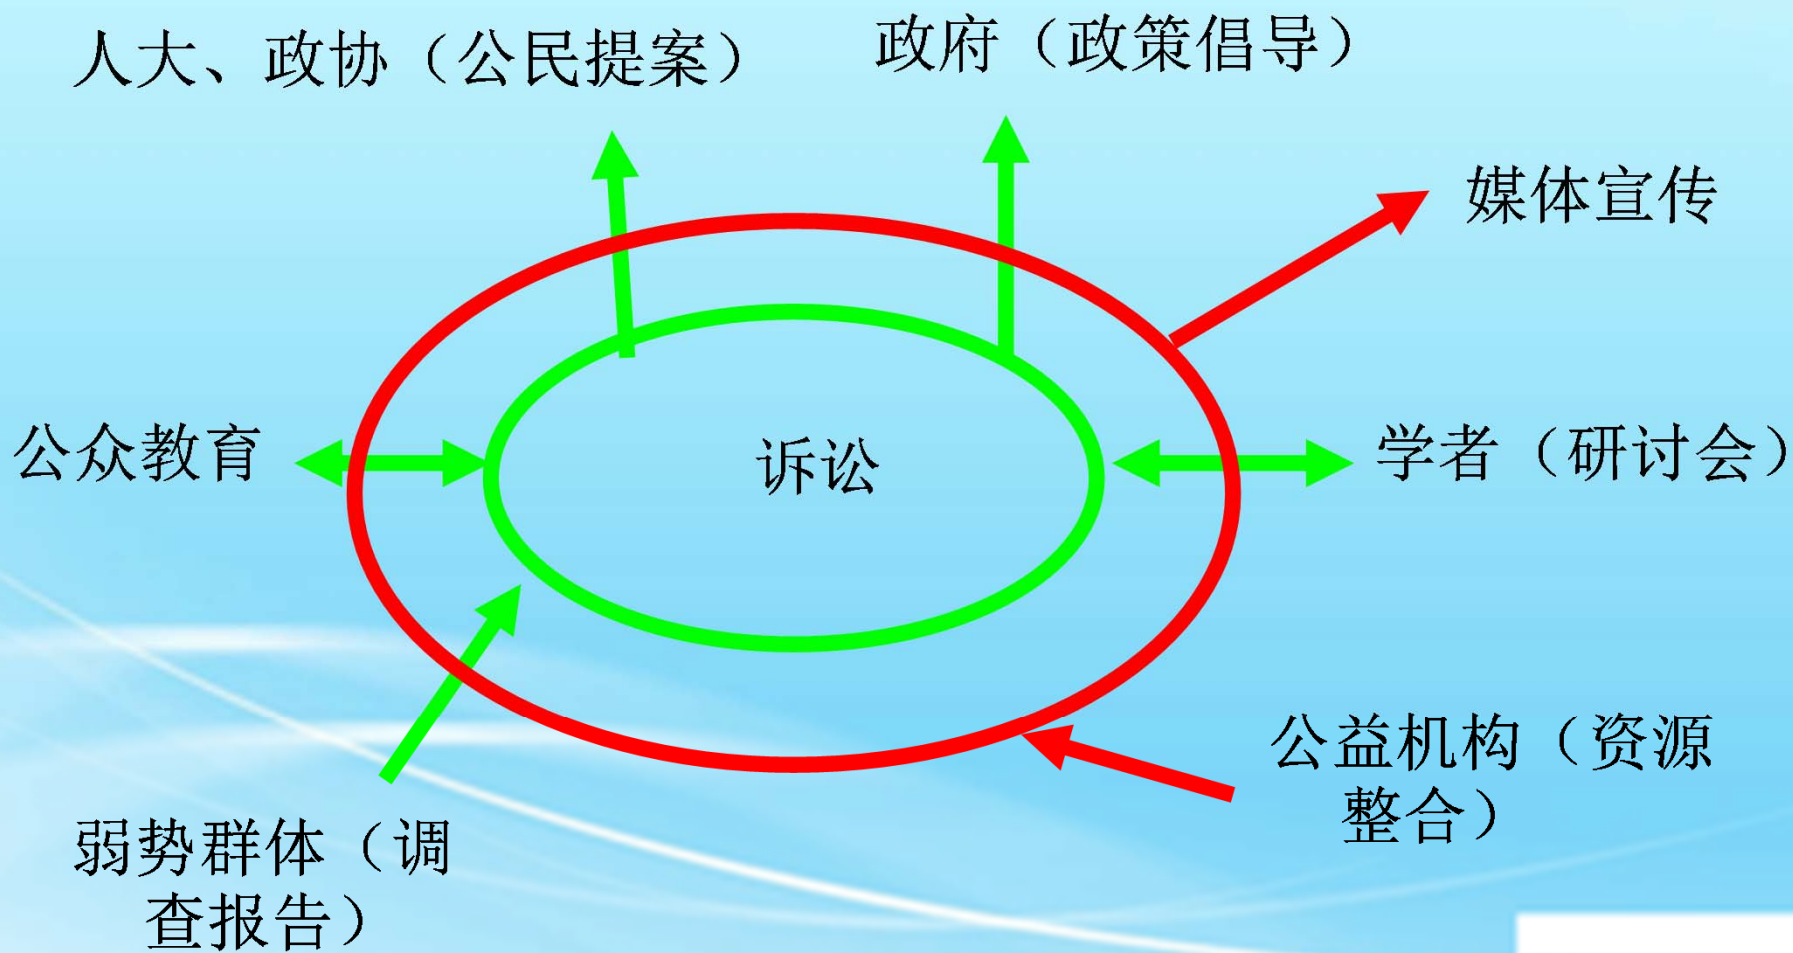 人大、政协（公民提案）
政府（政策倡导）
媒体宣传
公众教育
诉讼
学者（研讨会）
公益机构（资源
整合）
弱势群体（调
查报告）